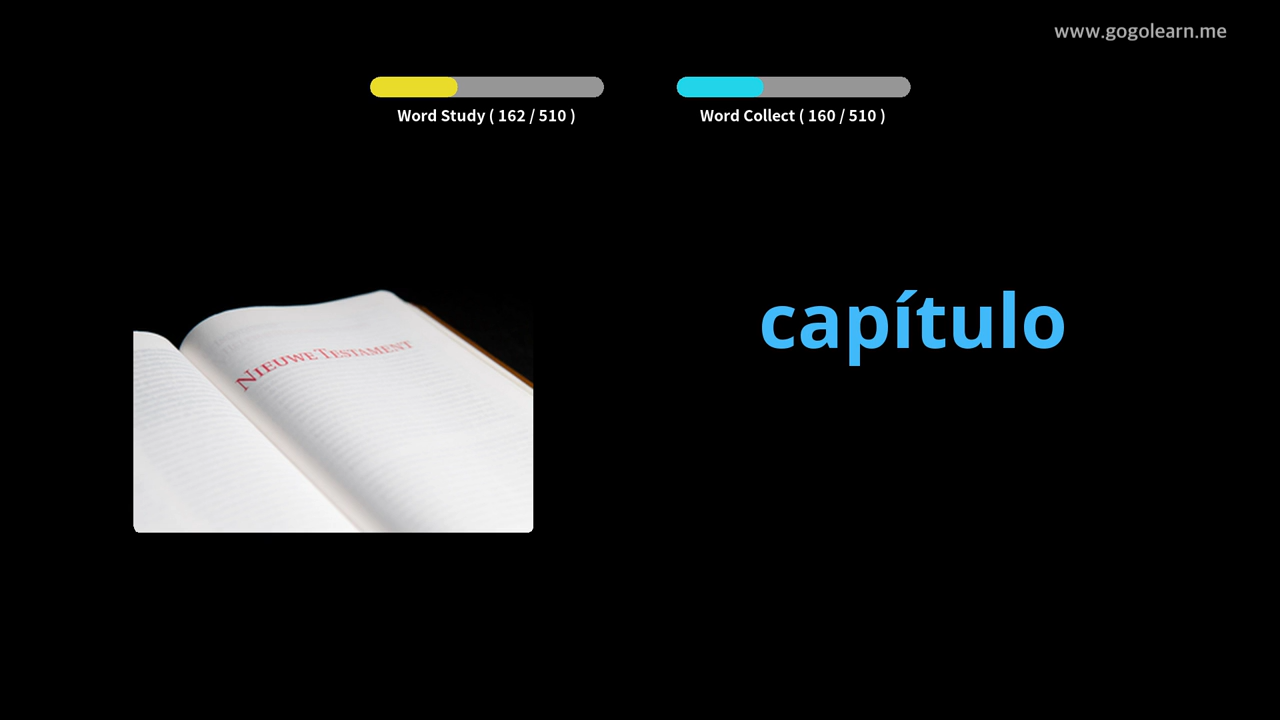 www.gogolearn.me
Word Study ( 162 / 510 )
Word Collect ( 160 / 510 )
NIEUWE TESTAMENT
capítulo